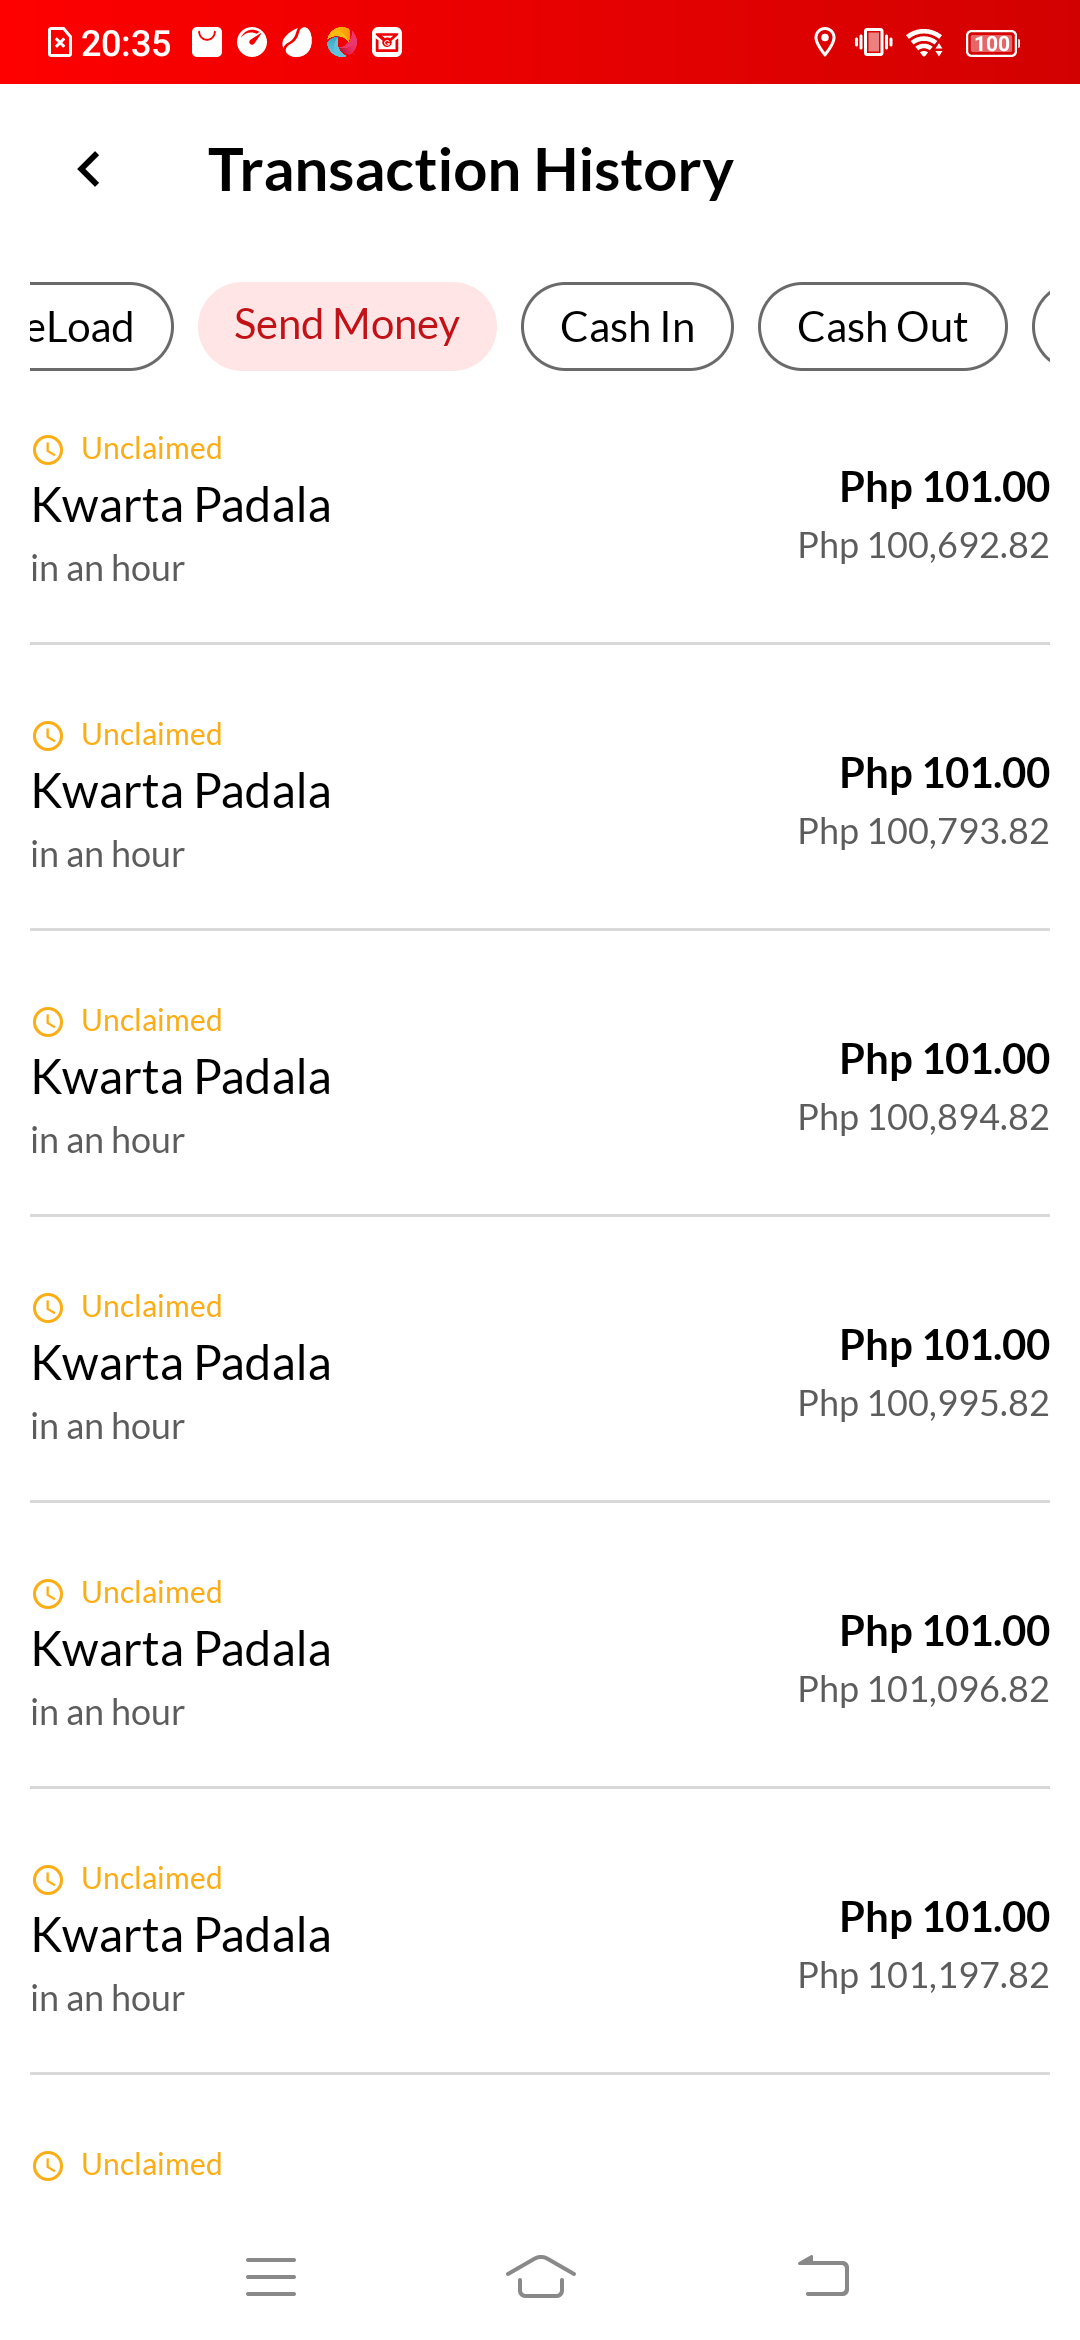 20:35
100
Transaction History
eLoad
Send Money
Cash In
Cash Out
Unclaimed
Kwarta Padala
in an hour
Php 101.00
Php 100,692.82
Unclaimed
Kwarta Padala
in an hour
Php 101.00
Php 100,793.82
Unclaimed
Kwarta Padala
in an hour
Php 101.00
Php 100,894.82
Unclaimed
Kwarta Padala
in an hour
Php 101.00
Php 100,995.82
Unclaimed
Kwarta Padala
in an hour
Php 101.00
Php 101,096.82
Unclaimed
Kwarta Padala
in an hour
Php 101.00
Php 101,197.82
Unclaimed